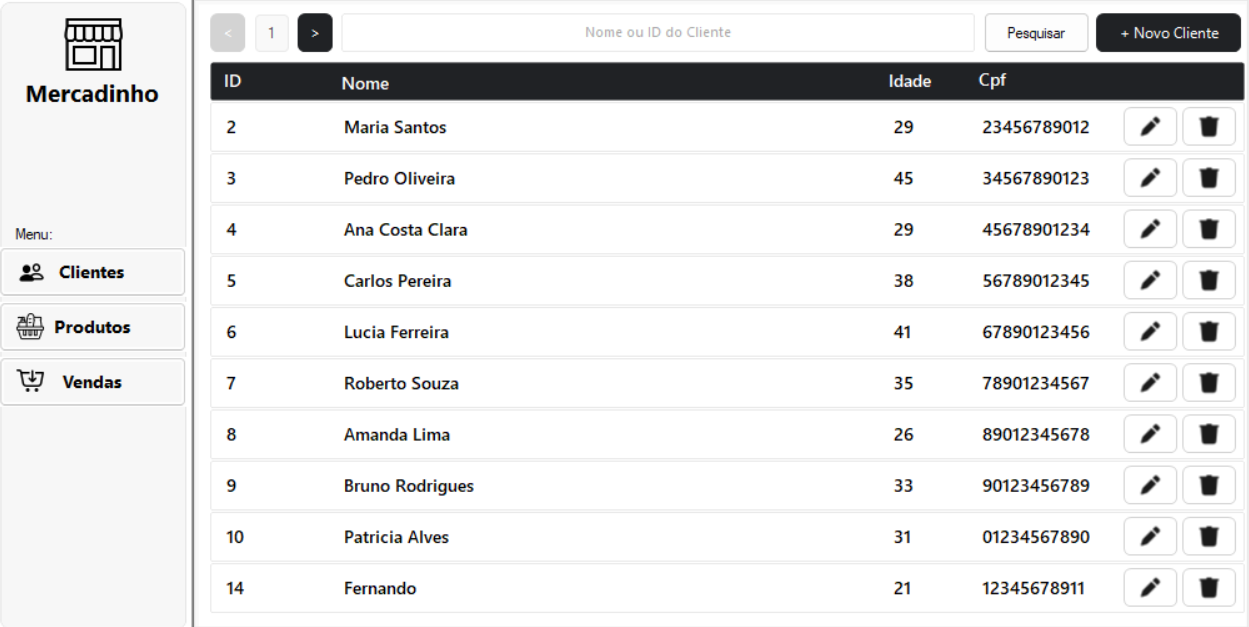 Mercadinho
Menu:
Clientes
Produtos
Vendas
< 1 > Nome ou ID do Cliente Pesquisar + Novo Cliente
ID Nome Idade Cpf
2 Maria Santos 29 23456789012
3 Pedro Oliveira 45 34567890123
4 Ana Costa Clara 29 45678901234
5 Carlos Pereira 38 56789012345
6 Lucia Ferreira 41 67890123456
7 Roberto Souza 35 78901234567
8 Amanda Lima 26 89012345678
9 Bruno Rodrigues 33 90123456789
10 Patricia Alves 31 01234567890
14 Fernando 21 12345678911